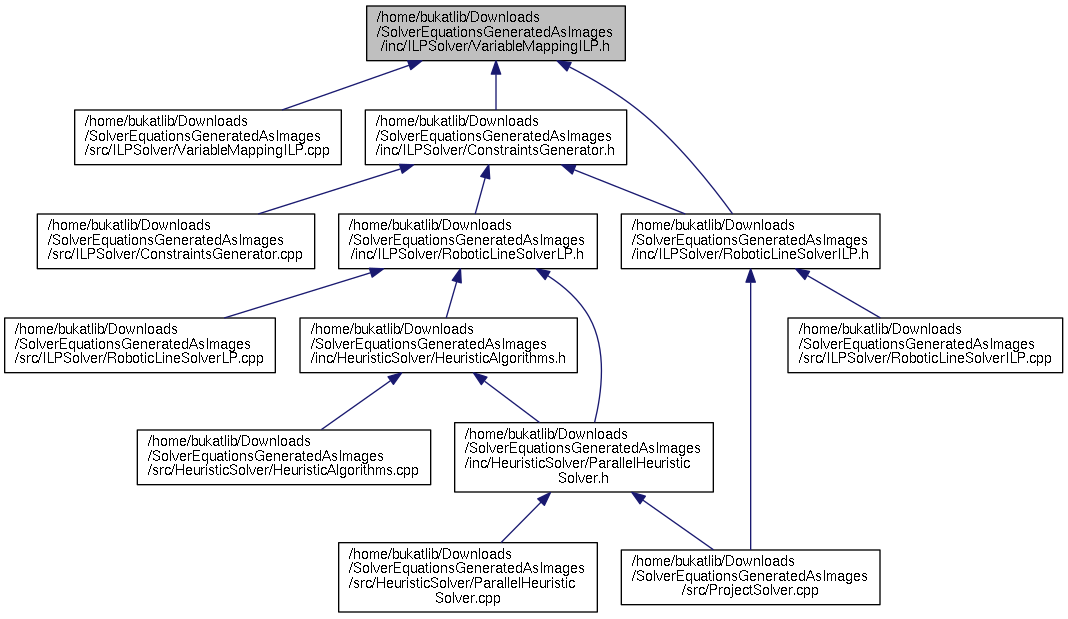 /home/bukatlib/Downloads
/SolverEquationsGeneratedAsImages
/inc/ILPSolver/VariableMappingILP.h
/home/bukatlib/Downloads
/SolverEquationsGeneratedAsImages
/src/ILPSolver/VariableMappingILP.cpp
/home/bukatlib/Downloads
/SolverEquationsGeneratedAsImages
/inc/ILPSolver/ConstraintsGenerator.h
/home/bukatlib/Downloads
/SolverEquationsGeneratedAsImages
/src/ILPSolver/ConstraintsGenerator.cpp
/home/bukatlib/Downloads
/SolverEquationsGeneratedAsImages
/inc/ILPSolver/RoboticLineSolverLP.h
/home/bukatlib/Downloads
/SolverEquationsGeneratedAsImages
/inc/ILPSolver/RoboticLineSolverILP.h
/home/bukatlib/Downloads
/SolverEquationsGeneratedAsImages
/src/ILPSolver/RoboticLineSolverLP.cpp
/home/bukatlib/Downloads
/SolverEquationsGeneratedAsImages
/inc/HeuristicSolver/HeuristicAlgorithms.h
/home/bukatlib/Downloads
/SolverEquationsGeneratedAsImages
/src/ILPSolver/RoboticLineSolverILP.cpp
/home/bukatlib/Downloads
/SolverEquationsGeneratedAsImages
/src/HeuristicSolver/HeuristicAlgorithms.cpp
/home/bukatlib/Downloads
/SolverEquationsGeneratedAsImages
/inc/HeuristicSolver/ParallelHeuristic
Solver.h
/home/bukatlib/Downloads
/SolverEquationsGeneratedAsImages
/src/HeuristicSolver/ParallelHeuristic
Solver.cpp
/home/bukatlib/Downloads
/SolverEquationsGeneratedAsImages
/src/ProjectSolver.cpp